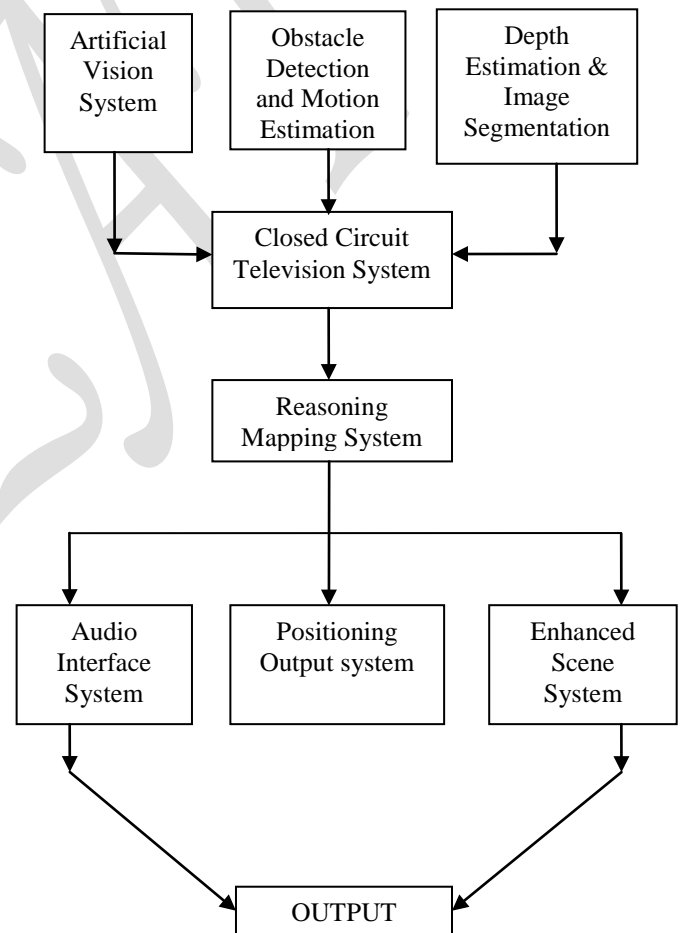 Artificial
Vision
System
Obstacle
Detection
and Motion
Estimation
Depth
Estimation &
Image
Segmentation
Closed Circuit
Television System
Reasoning
Mapping System
Audio
Interface
System
Positioning
Output system
Enhanced
Scene
System
OUTPUT